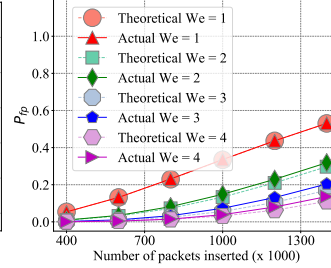 Theoretical We = 1
Actual We = 1
Theoretical We = 2
Actual We = 2
Theoretical We = 3
Actual We = 3
Theoretical We = 4
Actual We = 4
1.0
0.8
0.6
0.4
0.2
0.0
P_fp
400 700 1000 1300
Number of packets inserted (x 1000)